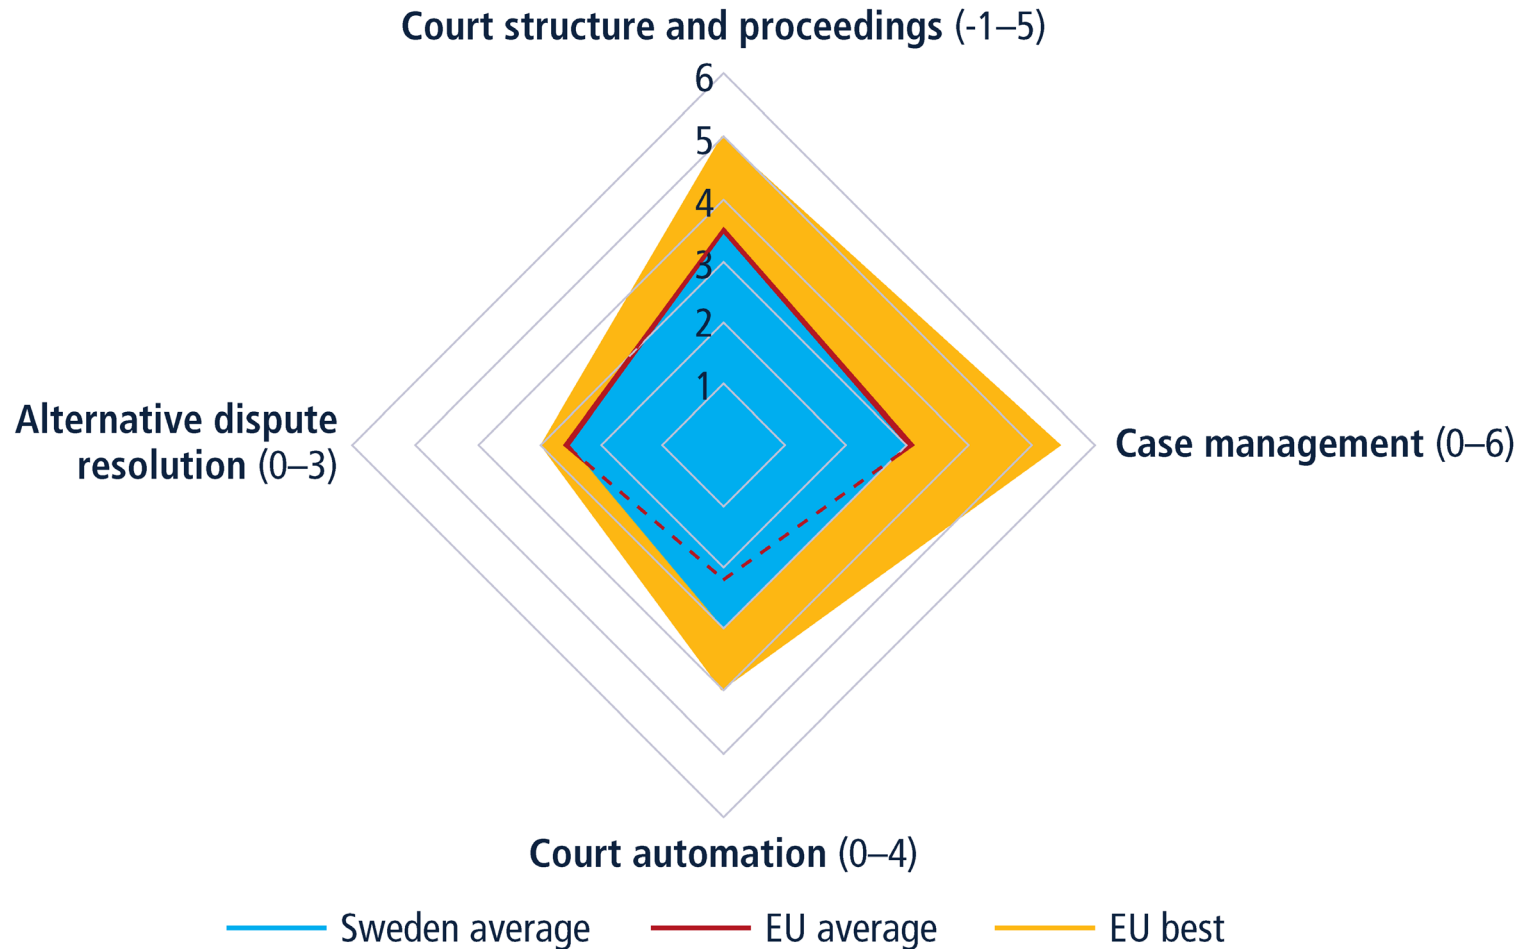 Court structure and proceedings (-1–5)
6
5
4
3
2
1
Alternative dispute
resolution (0–3)
Case management (0–6)
Court automation (0–4)
Sweden average
EU average
EU best